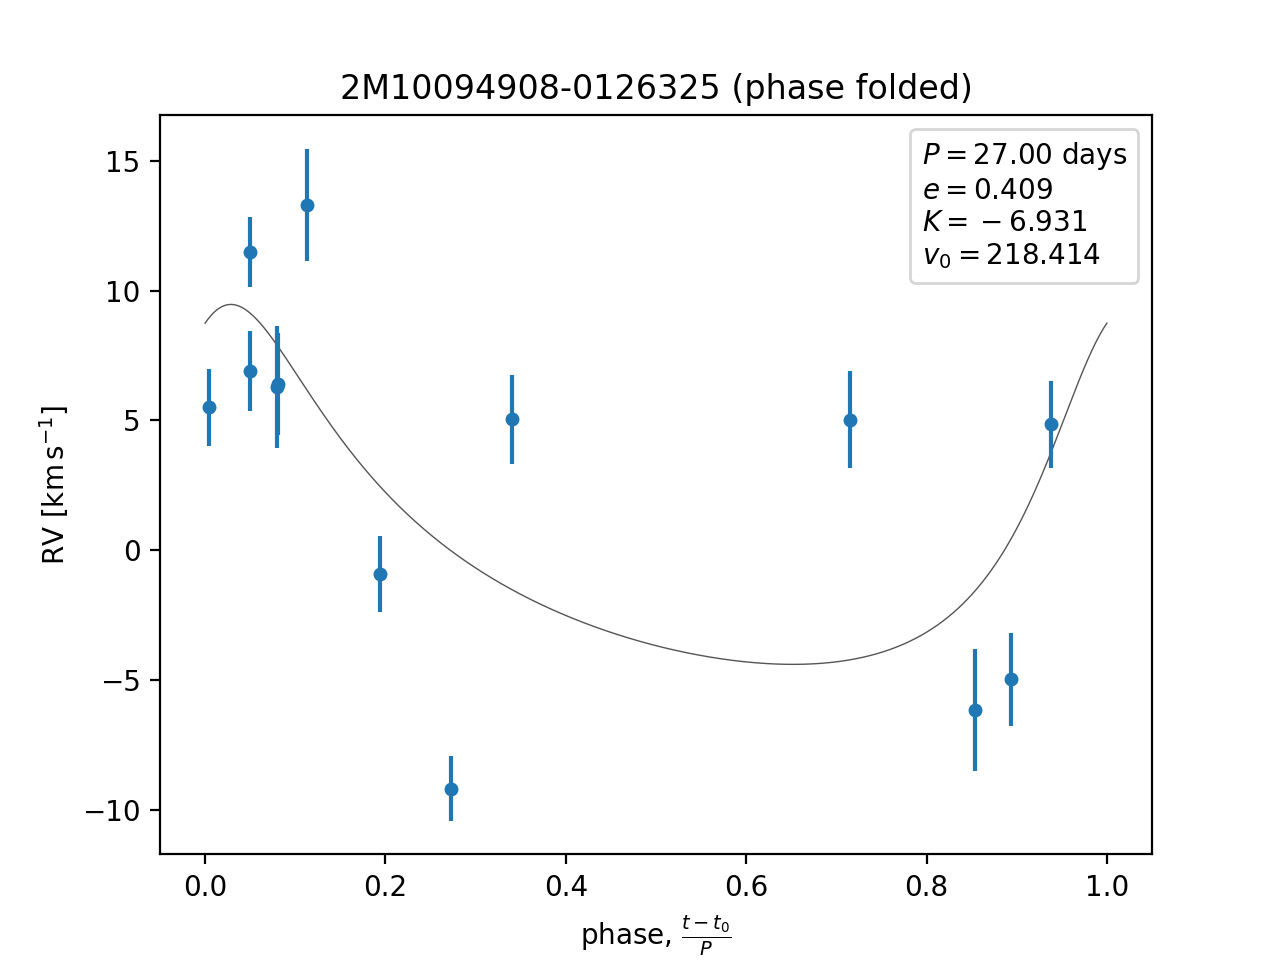 2M10094908-0126325 (phase folded)
P = 27.00 days
e = 0.409
K = −6.931
v₀ = 218.414
RV [km s⁻¹]
15
10
5
0
−5
−10
0.0 0.2 0.4 0.6 0.8 1.0
phase, (t − t₀)/P